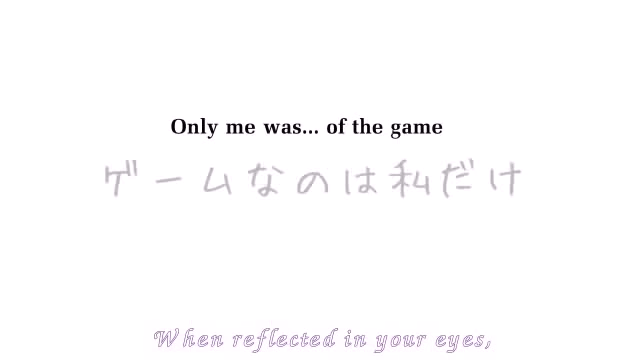 Only me was... of the game
ゲームなのは私だけ
When reflected in your eyes,